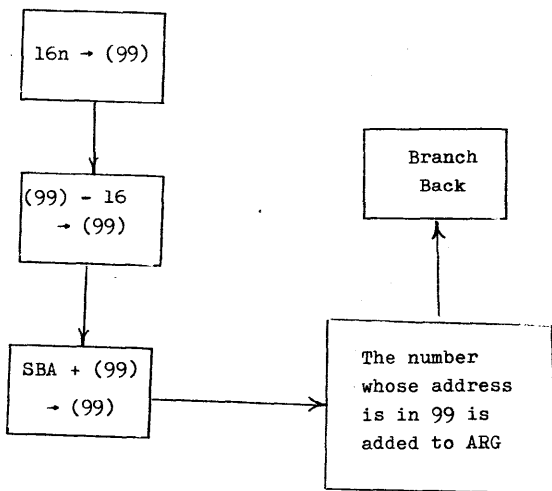 16n → (99)
(99) - 16
→ (99)
SBA + (99)
→ (99)
The number
whose address
is in 99 is
added to ARG
Branch
Back